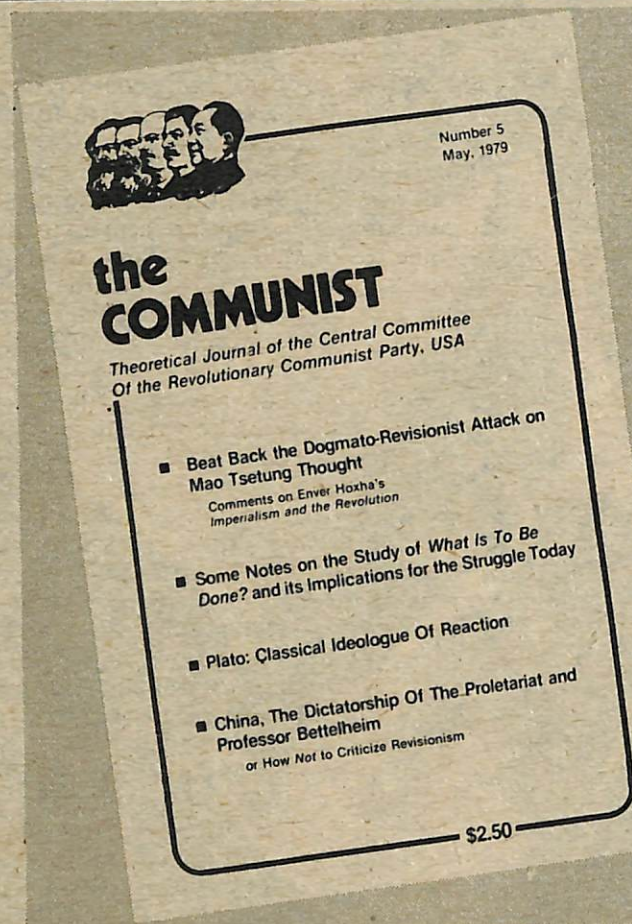 Number 5
May, 1979
the
COMMUNIST
Theoretical Journal of the Central Committee
Of the Revolutionary Communist Party, USA
■ Beat Back the Dogmato-Revisionist Attack on
Mao Tsetung Thought
Comments on Enver Hoxha's
Imperialism and the Revolution
■ Some Notes on the Study of What Is To Be
Done? and its Implications for the Struggle Today
■ Plato: Classical Ideologue Of Reaction
■ China, The Dictatorship Of The Proletariat and
Professor Bettelheim
or How Not to Criticize Revisionism
$2.50